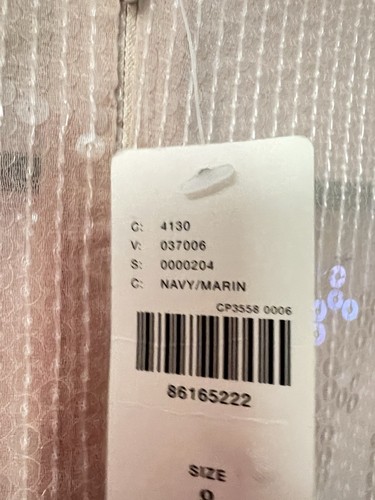 C: 4130
V: 037006
S: 0000204
C: NAVY/MARIN
CP3558 0006
86165222
SIZE